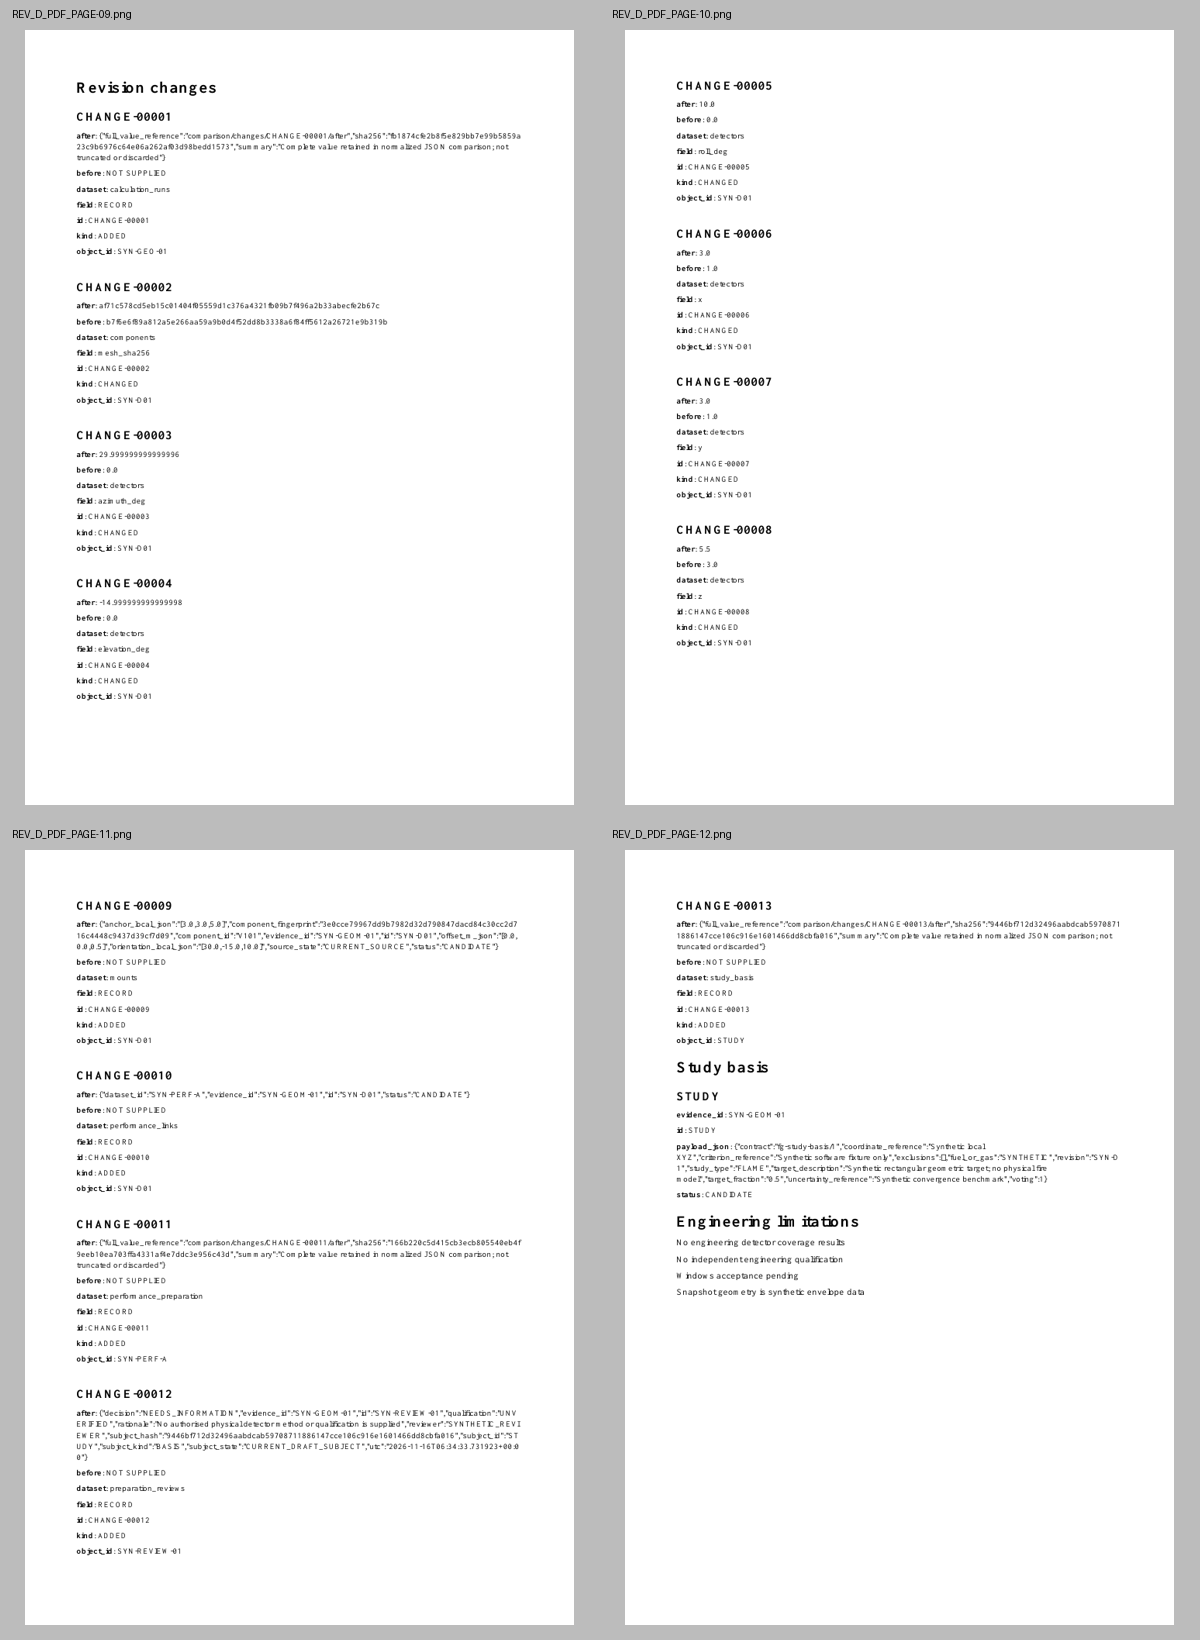 REV_D_PDF_PAGE-09.png
Revision changes
CHANGE-00001
after: {"full_value_reference":"comparison/changes/CHANGE-00001/after","sha256":"fb1874cfe2b8f5e829bb7e99b5859a
23c9b6976c64e06a262af03d98bedd1573","summary":"Complete value retained in normalized JSON comparison; not
truncated or discarded"}
before: NOT SUPPLIED
dataset: calculation_runs
field: RECORD
id: CHANGE-00001
kind: ADDED
object_id: SYN-GEO-01
CHANGE-00002
after: af71c578cd5eb15c01404f05559d1c376a4321fb09b7f496a2b33abecfe2b67c
before: b7f6e6f89a812a5e266aa59a9b0d4f52dd8b3338a6f84ff5612a26721e9b319b
dataset: components
field: mesh_sha256
id: CHANGE-00002
kind: CHANGED
object_id: SYN-D01
CHANGE-00003
after: 29.999999999999996
before: 0.0
dataset: detectors
field: azimuth_deg
id: CHANGE-00003
kind: CHANGED
object_id: SYN-D01
CHANGE-00004
after: -14.999999999999998
before: 0.0
dataset: detectors
field: elevation_deg
id: CHANGE-00004
kind: CHANGED
object_id: SYN-D01
REV_D_PDF_PAGE-10.png
CHANGE-00005
after: 10.0
before: 0.0
dataset: detectors
field: roll_deg
id: CHANGE-00005
kind: CHANGED
object_id: SYN-D01
CHANGE-00006
after: 3.0
before: 1.0
dataset: detectors
field: x
id: CHANGE-00006
kind: CHANGED
object_id: SYN-D01
CHANGE-00007
after: 3.0
before: 1.0
dataset: detectors
field: y
id: CHANGE-00007
kind: CHANGED
object_id: SYN-D01
CHANGE-00008
after: 5.5
before: 3.0
dataset: detectors
field: z
id: CHANGE-00008
kind: CHANGED
object_id: SYN-D01
REV_D_PDF_PAGE-11.png
CHANGE-00009
after: {"anchor_local_json":"[3.0,3.0,5.0]","component_fingerprint":"3e0cce79967dd9b7982d32d790847dacd84c30cc2d7
16c4448c9437d39cf7d09","component_id":"V101","evidence_id":"SYN-GEOM-01","id":"SYN-D01","offset_m_json":"[0.0,
0.0,0.5]","orientation_local_json":"[30.0,-15.0,10.0]","source_state":"CURRENT_SOURCE","status":"CANDIDATE"}
before: NOT SUPPLIED
dataset: mounts
field: RECORD
id: CHANGE-00009
kind: ADDED
object_id: SYN-D01
CHANGE-00010
after: {"dataset_id":"SYN-PERF-A","evidence_id":"SYN-GEOM-01","id":"SYN-D01","status":"CANDIDATE"}
before: NOT SUPPLIED
dataset: performance_links
field: RECORD
id: CHANGE-00010
kind: ADDED
object_id: SYN-D01
CHANGE-00011
after: {"full_value_reference":"comparison/changes/CHANGE-00011/after","sha256":"166b220c5d415cb3ecb805540eb4f
9eeb10ea703ffa4331af4e7ddc3e956c43d","summary":"Complete value retained in normalized JSON comparison; not
truncated or discarded"}
before: NOT SUPPLIED
dataset: performance_preparation
field: RECORD
id: CHANGE-00011
kind: ADDED
object_id: SYN-PERF-A
CHANGE-00012
after: {"decision":"NEEDS_INFORMATION","evidence_id":"SYN-GEOM-01","id":"SYN-REVIEW-01","qualification":"UNV
ERIFIED","rationale":"No authorised physical detector method or qualification is supplied","reviewer":"SYNTHETIC_REVI
EWER","subject_hash":"9446bf712d32496aabdcab59708711886147cce106c916e1601466dd8cbfa016","subject_id":"ST
UDY","subject_kind":"BASIS","subject_state":"CURRENT_DRAFT_SUBJECT","utc":"2026-11-16T06:34:33.731923+00:0
0"}
before: NOT SUPPLIED
dataset: preparation_reviews
field: RECORD
id: CHANGE-00012
kind: ADDED
object_id: SYN-REVIEW-01
REV_D_PDF_PAGE-12.png
CHANGE-00013
after: {"full_value_reference":"comparison/changes/CHANGE-00013/after","sha256":"9446bf712d32496aabdcab5970871
1886147cce106c916e1601466dd8cbfa016","summary":"Complete value retained in normalized JSON comparison; not
truncated or discarded"}
before: NOT SUPPLIED
dataset: study_basis
field: RECORD
id: CHANGE-00013
kind: ADDED
object_id: STUDY
Study basis
STUDY
evidence_id: SYN-GEOM-01
id: STUDY
payload_json: {"contract":"fg-study-basis/1","coordinate_reference":"Synthetic local
XYZ","criterion_reference":"Synthetic software fixture only","exclusions":[],"fuel_or_gas":"SYNTHETIC","revision":"SYN-D
1","study_type":"FLAME","target_description":"Synthetic rectangular geometric target; no physical fire
model","target_fraction":"0.5","uncertainty_reference":"Synthetic convergence benchmark","voting":1}
status: CANDIDATE
Engineering limitations
No engineering detector coverage results
No independent engineering qualification
Windows acceptance pending
Snapshot geometry is synthetic envelope data